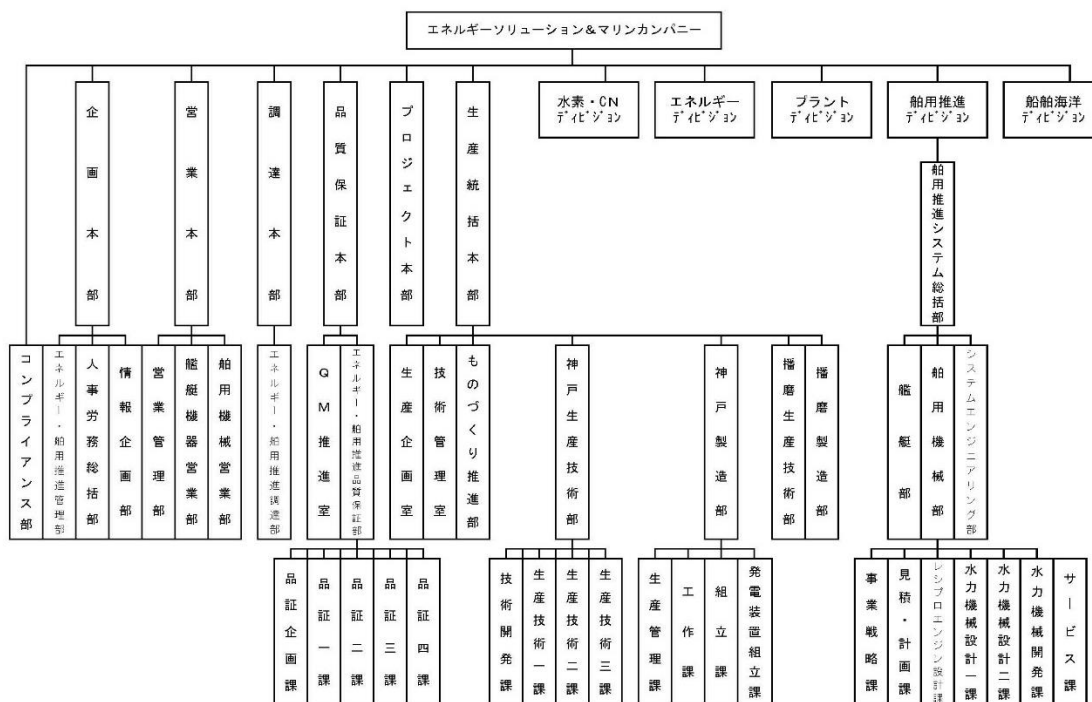 エネルギーソリューション&マリンカンパニー
企画本部
営業本部
調達本部
品質保証本部
プロジェクト本部
生産統括本部
水素・CN
ディビジョン
エネルギー
ディビジョン
プラント
ディビジョン
舶用推進
ディビジョン
船舶海洋
ディビジョン
舶用推進システム総括部
コンプライアンス部
エネルギー・舶用推進管理部
人事労務総括部
情報企画部
営業管理部
艦艇機器営業部
舶用機械営業部
エネルギー・舶用推進調達部
QM推進室
エネルギー・舶用推進品質保証部
生産企画室
技術管理室
ものづくり推進部
神戸生産技術部
神戸製造部
播磨生産技術部
播磨製造部
艦艇部
舶用機械部
システムエンジニアリング部
品証企画課
品証一課
品証二課
品証三課
品証四課
技術開発課
生産技術一課
生産技術二課
生産技術三課
生産管理課
工作課
組立課
発電装置組立課
事業戦略課
見積・計画課
レシプロエンジン設計課
水力機械設計一課
水力機械設計二課
水力機械開発課
サービス課